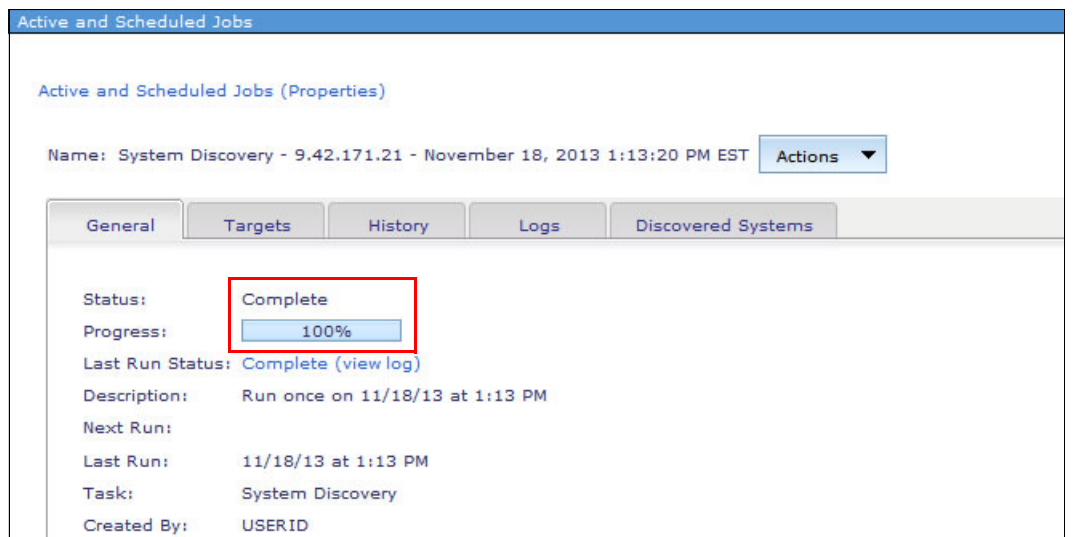 Active and Scheduled Jobs
Active and Scheduled Jobs (Properties)
Name: System Discovery - 9.42.171.21 - November 18, 2013 1:13:20 PM EST Actions
General Targets History Logs Discovered Systems
Status: Complete
Progress: 100%
Last Run Status: Complete (view log)
Description: Run once on 11/18/13 at 1:13 PM
Next Run:
Last Run: 11/18/13 at 1:13 PM
Task: System Discovery
Created By: USERID